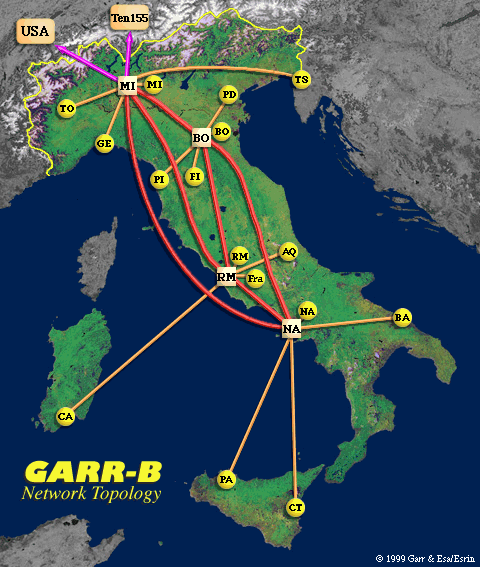 Ten155
USA
MI
MI
TS
PD
TO
BO
BO
GE
FI
PI
AQ
RM
RM
Fra
NA
BA
NA
CA
GARR-B
PA
Network Topology
CT
© 1999 Garr & Esa/Esrin